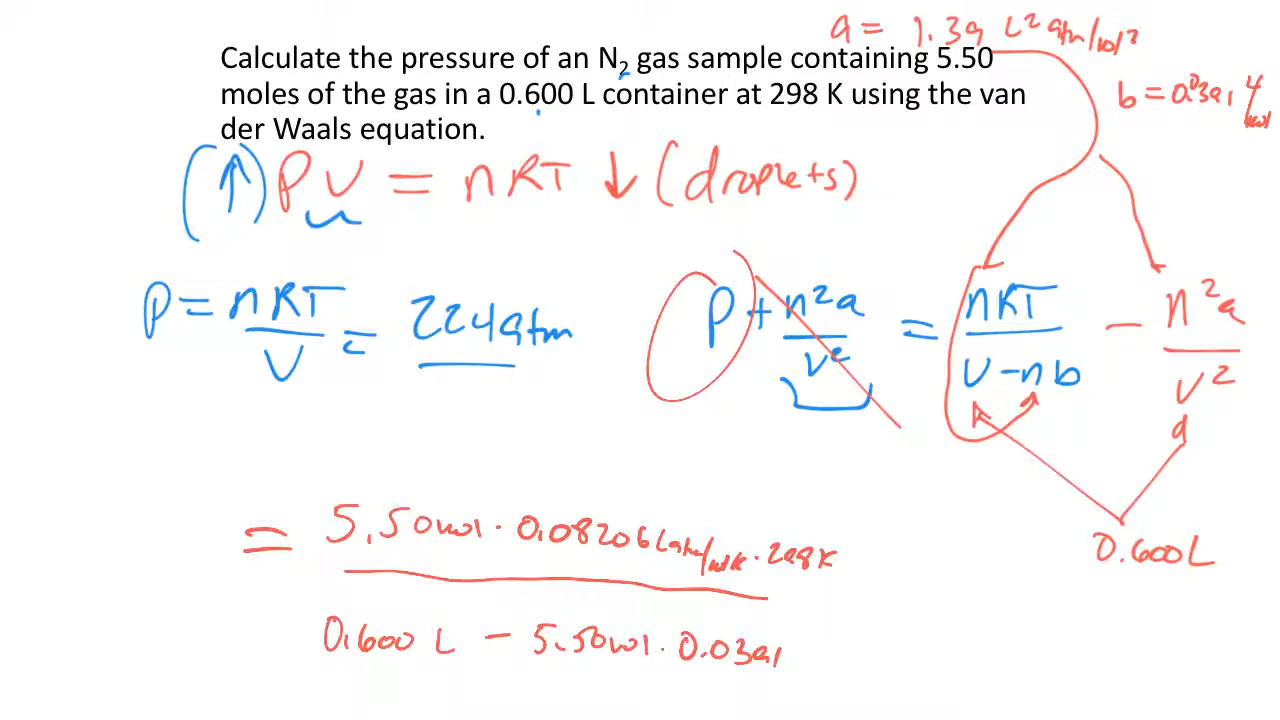 a = 1.39 L² atm/mol²
Calculate the pressure of an N₂ gas sample containing 5.50
moles of the gas in a 0.600 L container at 298 K using the van
der Waals equation.
b = 0.0391 L/mol
(↑) PV = nRT ↓ (droplets)
P = nRT/V = 224 atm
P + n²a/V² = nRT/V - nb - n²a/V²
0.600 L
= 5.50 mol · 0.08206 L atm/mol K · 298 K
0.600 L - 5.50 mol · 0.0391